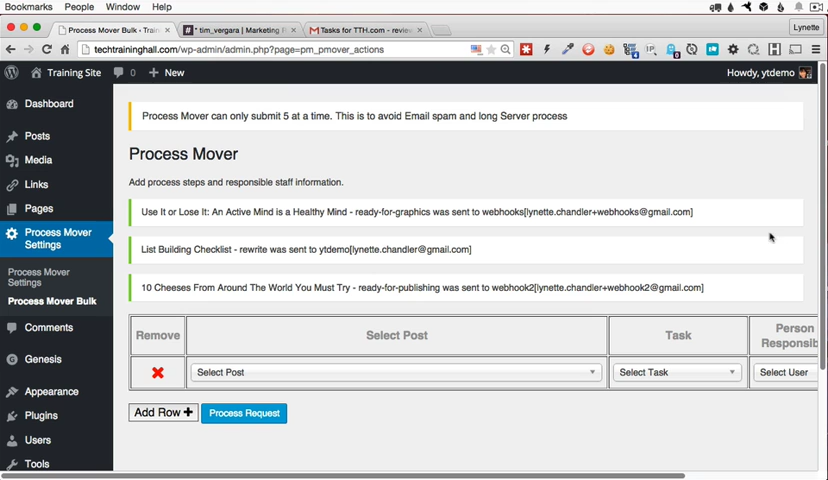 Bookmarks People Window Help
Process Mover Bulk ‹ Train
* tim_vergara | Marketing
Tasks for TTH.com - review
Lynette
techtraininghall.com/wp-admin/admin.php?page=pm_pmover_actions
Training Site 0 New
Howdy, ytdemo
Dashboard
Posts
Media
Links
Pages
Process Mover
Settings
Process Mover
Settings
Process Mover Bulk
Comments
Genesis
Appearance
Plugins
Users
Tools
Process Mover can only submit 5 at a time. This is to avoid Email spam and long Server process
Process Mover
Add process steps and responsible staff information.
Use It or Lose It: An Active Mind is a Healthy Mind - ready-for-graphics was sent to webhooks[lynette.chandler+webhooks@gmail.com]
List Building Checklist - rewrite was sent to ytdemo[lynette.chandler@gmail.com]
10 Cheeses From Around The World You Must Try - ready-for-publishing was sent to webhook2[lynette.chandler+webhook2@gmail.com]
Remove Select Post Task Person
Responsib
Select Post Select Task Select User
Add Row
Process Request